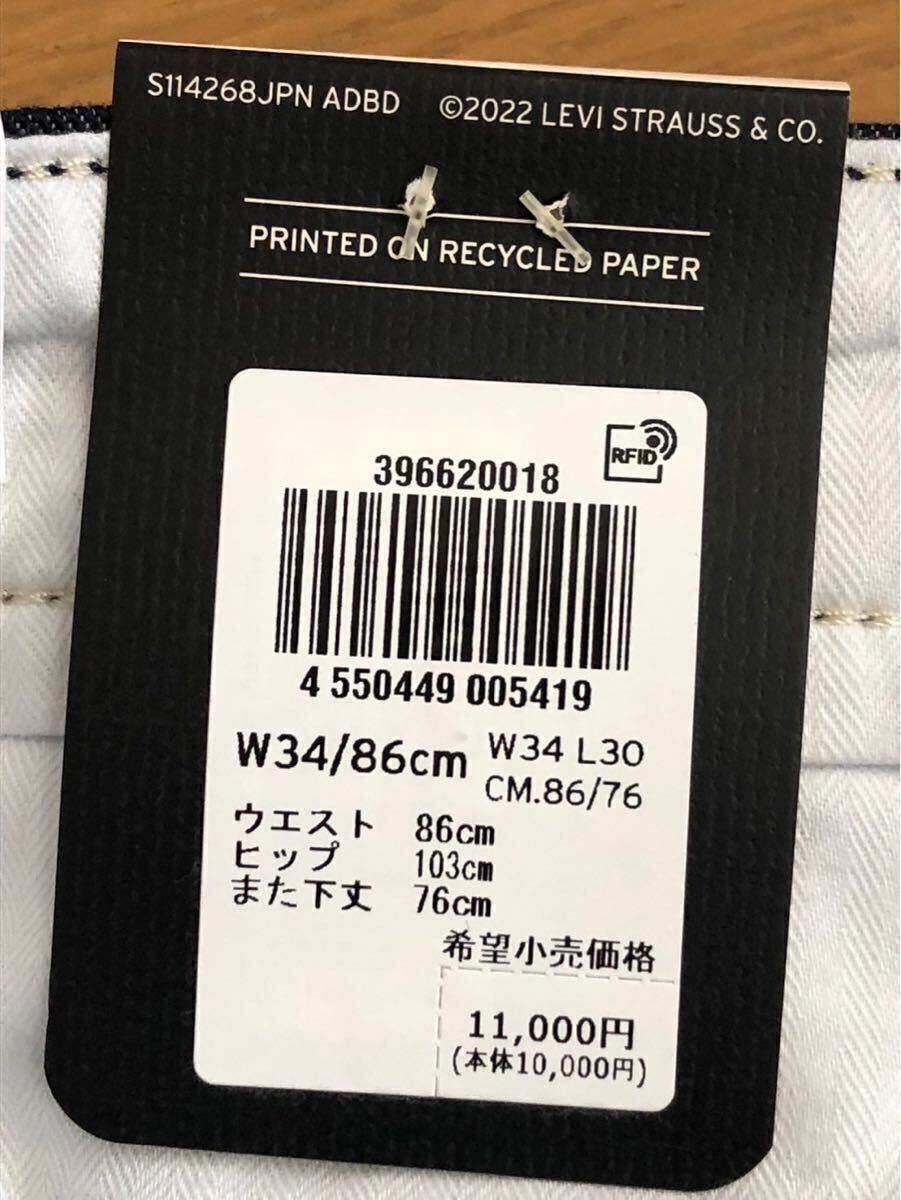 S114268JPN ADBD ©2022 LEVI STRAUSS & CO.
PRINTED ON RECYCLED PAPER
RFID
396620018
4 550449 005419
W34/86cm W34 L30
CM.86/76
ウエスト 86cm
ヒップ 103cm
また下丈 76cm
希望小売価格
11,000円
(本体10,000円)